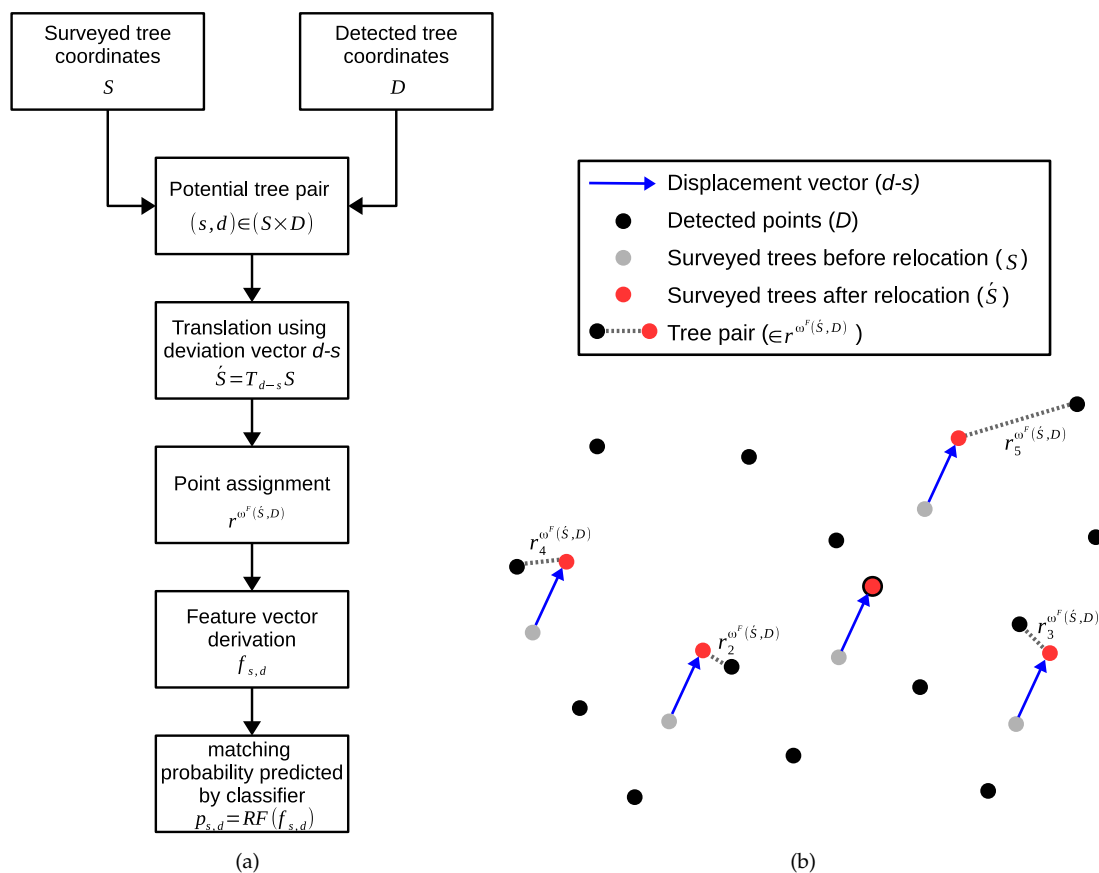 Surveyed tree
coordinates
S
Detected tree
coordinates
D
Potential tree pair
(s,d)∈(S×D)
Translation using
deviation vector d-s
Ś=T_{d−s}S
Point assignment
r^{ω^F(Ś,D)}
Feature vector
derivation
f_{s,d}
matching
probability predicted
by classifier
p_{s,d}=RF(f_{s,d})
(a)
Displacement vector (d-s)
Detected points (D)
Surveyed trees before relocation (S)
Surveyed trees after relocation (Ś)
Tree pair (∈r^{ω^F(Ś,D)})
r_5^{ω^F(Ś,D)}
r_4^{ω^F(Ś,D)}
r_2^{ω^F(Ś,D)}
r_3^{ω^F(Ś,D)}
(b)